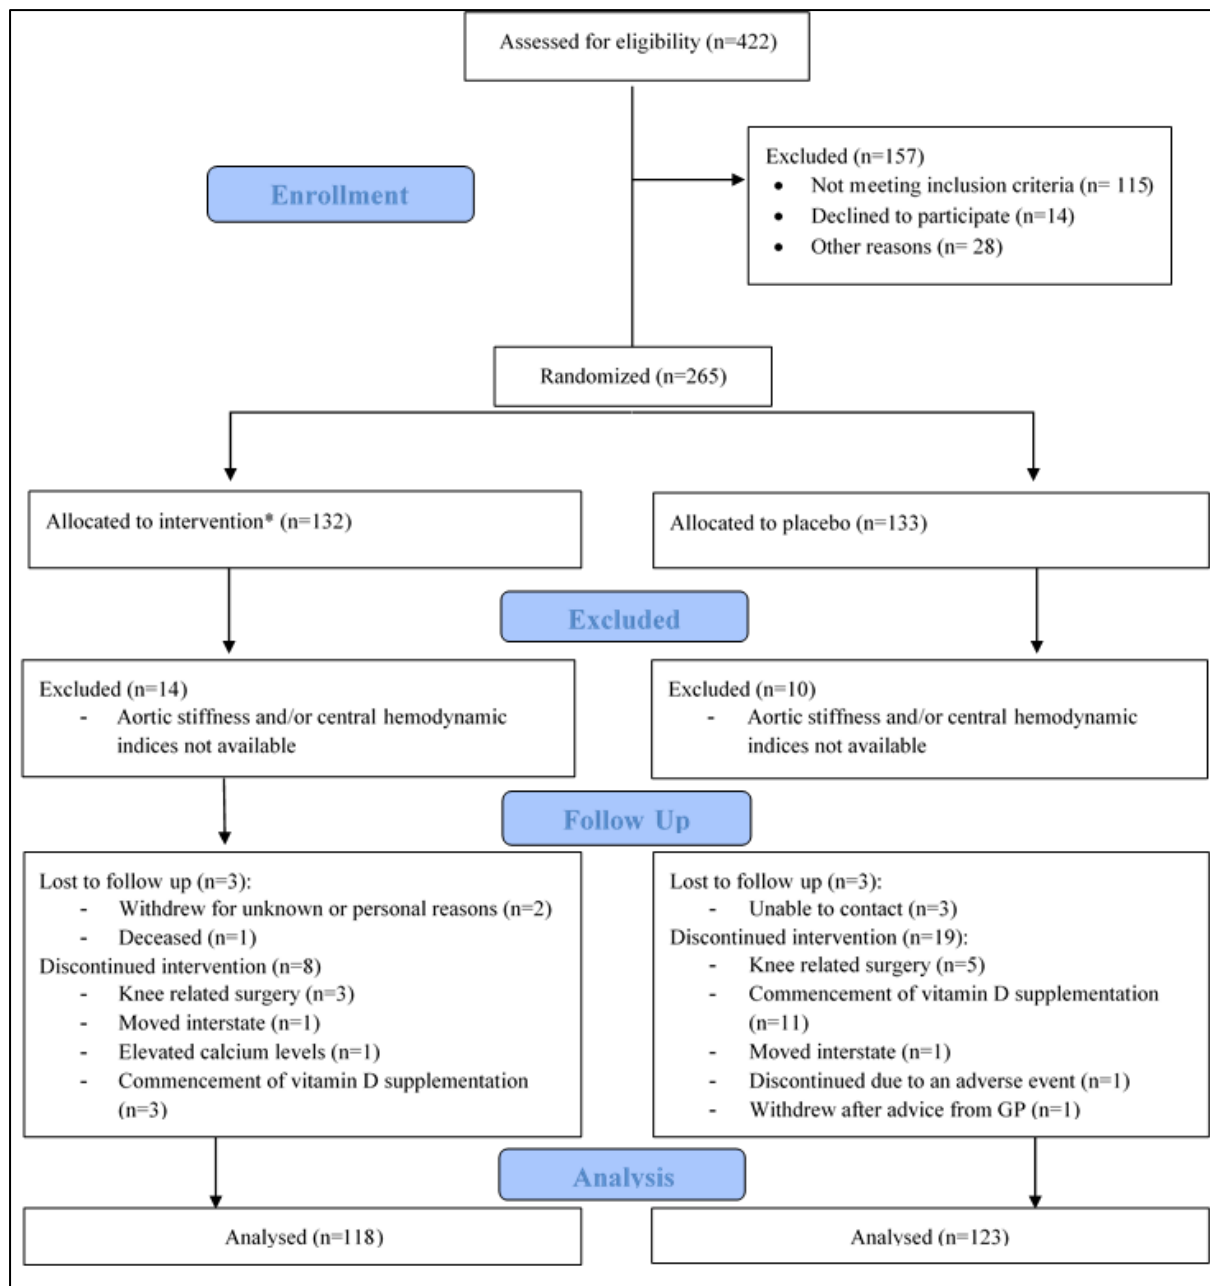 Assessed for eligibility (n=422)
Excluded (n=157)
• Not meeting inclusion criteria (n= 115)
• Declined to participate (n=14)
• Other reasons (n= 28)
Enrollment
Randomized (n=265)
Allocated to intervention* (n=132)
Allocated to placebo (n=133)
Excluded
Excluded (n=14)
- Aortic stiffness and/or central hemodynamic
indices not available
Excluded (n=10)
- Aortic stiffness and/or central hemodynamic
indices not available
Follow Up
Lost to follow up (n=3):
- Withdrew for unknown or personal reasons (n=2)
- Deceased (n=1)
Discontinued intervention (n=8)
- Knee related surgery (n=3)
- Moved interstate (n=1)
- Elevated calcium levels (n=1)
- Commencement of vitamin D supplementation
(n=3)
Lost to follow up (n=3):
- Unable to contact (n=3)
Discontinued intervention (n=19):
- Knee related surgery (n=5)
- Commencement of vitamin D supplementation
(n=11)
- Moved interstate (n=1)
- Discontinued due to an adverse event (n=1)
- Withdrew after advice from GP (n=1)
Analysis
Analysed (n=118)
Analysed (n=123)